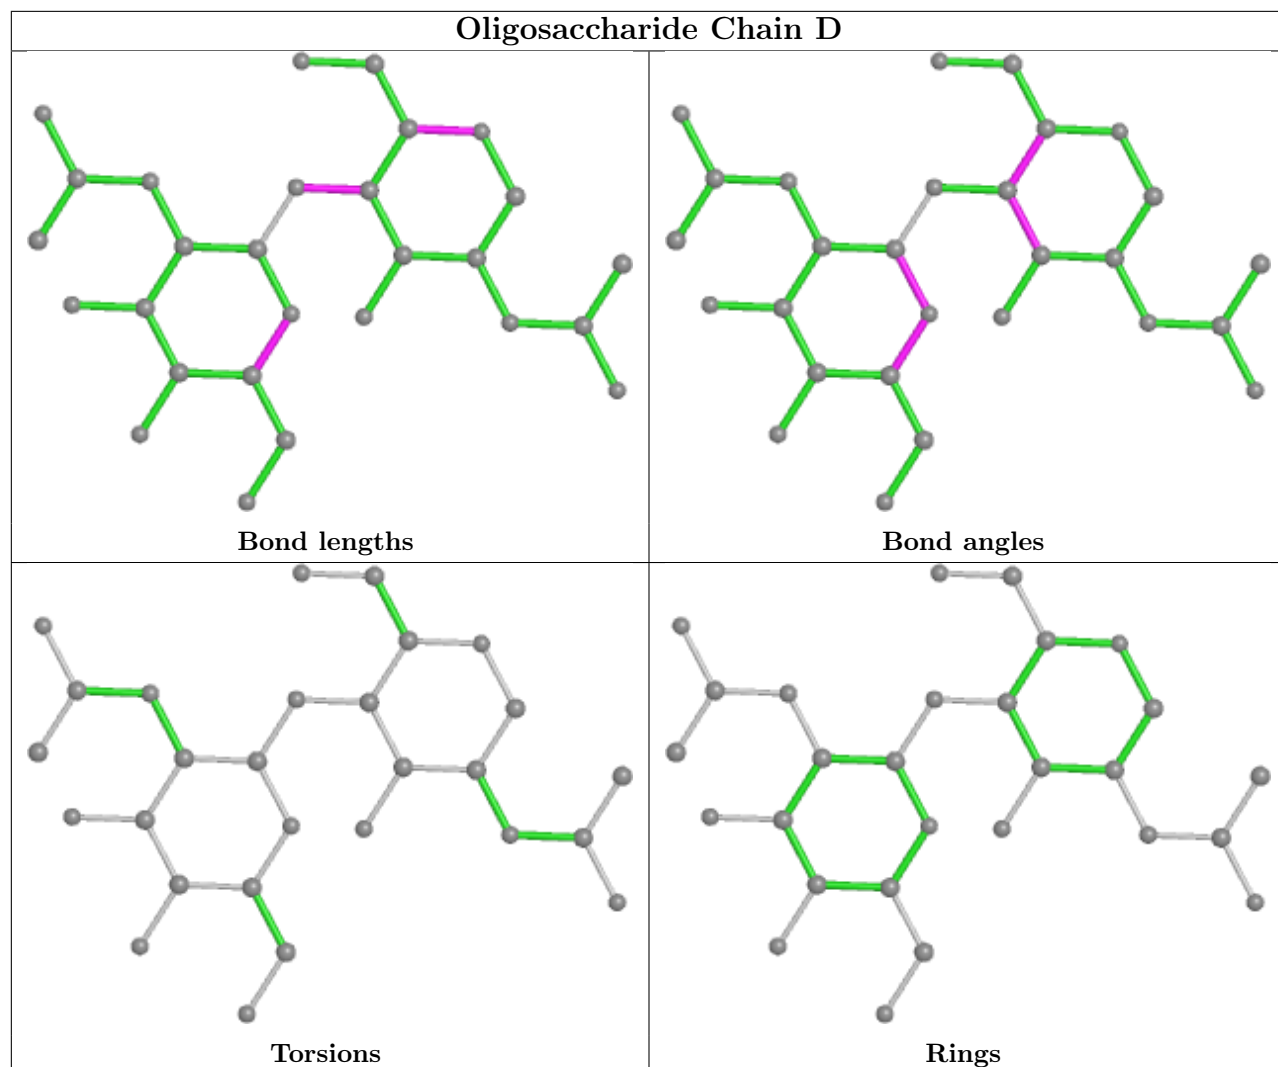 Oligosaccharide Chain D
Bond lengths
Bond angles
Torsions
Rings